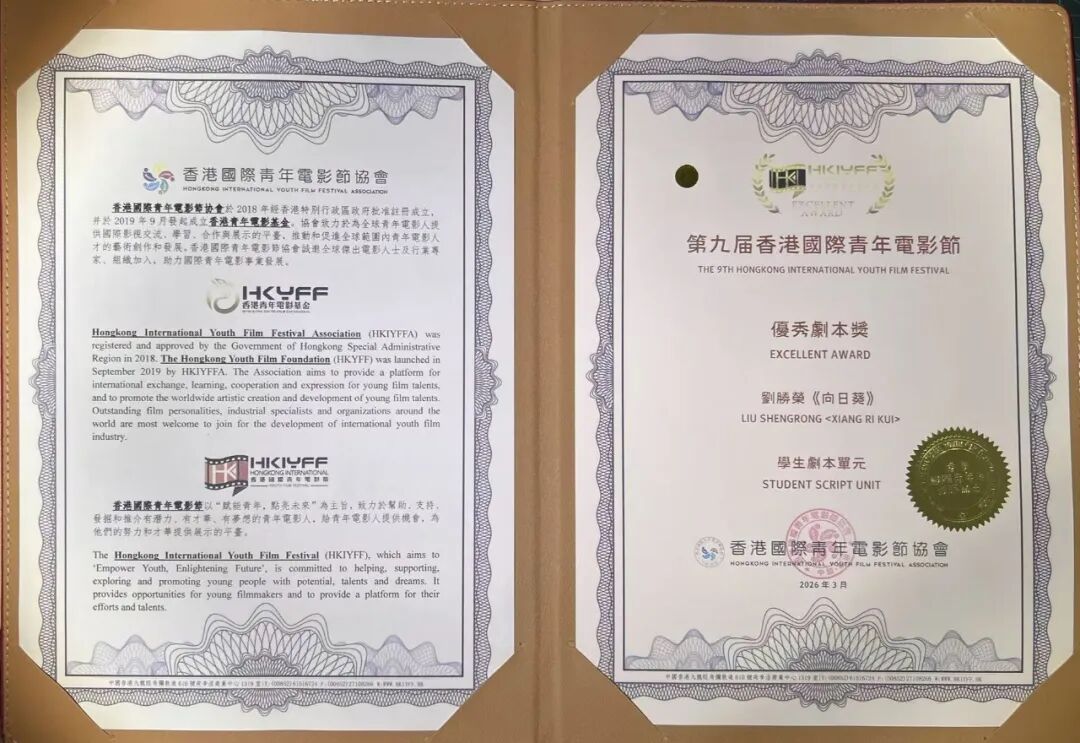 香港國際青年電影節協會
HONGKONG INTERNATIONAL YOUTH FILM FESTIVAL ASSOCIATION
香港國際青年電影節协會於 2018 年經香港特別行政區政府批准註冊成立,
并於 2019 年 9 月發起成立香港青年電影基金。協會致力於為全球青年電影人提
供國際影視交流、學習、合作與展示的平臺,推動和促進全球範圍內青年電影人
才的藝術創作和發展。香港國際青年電影節協會誠進全球傑出電影人士及行業專
家、組織加入,助力國際青年電影事業發展。
HKYFF
香港青年電影基金
Hongkong International Youth Film Festival Association (HKIYFFA) was
registered and approved by the Government of Hongkong Special Administrative
Region in 2018. The Hongkong Youth Film Foundation (HKYFF) was launched in
September 2019 by HKIYFFA. The Association aims to provide a platform for
international exchange, learning, cooperation and expression for young film talents,
and to promote the worldwide artistic creation and development of young film talents.
Outstanding film personalities, industrial specialists and organizations around the
world are most welcome to join for the development of international youth film
industry.
HK
HKIYFF
HONGKONG INTERNATIONAL
香港國際青年電影節
YOUTH FILM FESTIVAL
香港國際青年電影節以“賦能青年,點亮未來”為主旨,致力於幫助、支持、
發掘和推介有潛力、有才華、有夢想的青年電影人,給青年電影人提供機會,為
他們的努力和才華提供展示的平臺。
The Hongkong International Youth Film Festival (HKIYFF), which aims to
‘Empower Youth, Enlightening Future’, is committed to helping, supporting,
exploring and promoting young people with potential, talents and dreams. It
provides opportunities for young filmmakers and to provide a platform for their
efforts and talents.
HK HKIYFF
EXCELLENT
AWARD
第九届香港國際青年電影節
THE 9TH HONGKONG INTERNATIONAL YOUTH FILM FESTIVAL
優秀劇本獎
EXCELLENT AWARD
劉勝榮《向日葵》
LIU SHENGRONG <XIANG RI KUI>
學生劇本單元
STUDENT SCRIPT UNIT
香港國際青年電影節協會
HONGKONG INTERNATIONAL YOUTH FILM FESTIVAL ASSOCIATION
2026 年 3 月